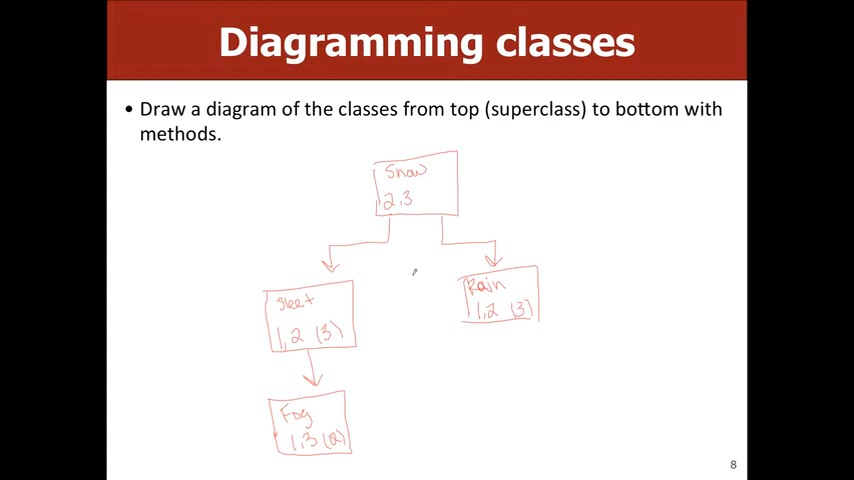 Diagramming classes
• Draw a diagram of the classes from top (superclass) to bottom with
methods.
Snow
2,3
Sleet
1,2 (3)
Rain
1,2 (3)
Fog
1,3 (2)
8